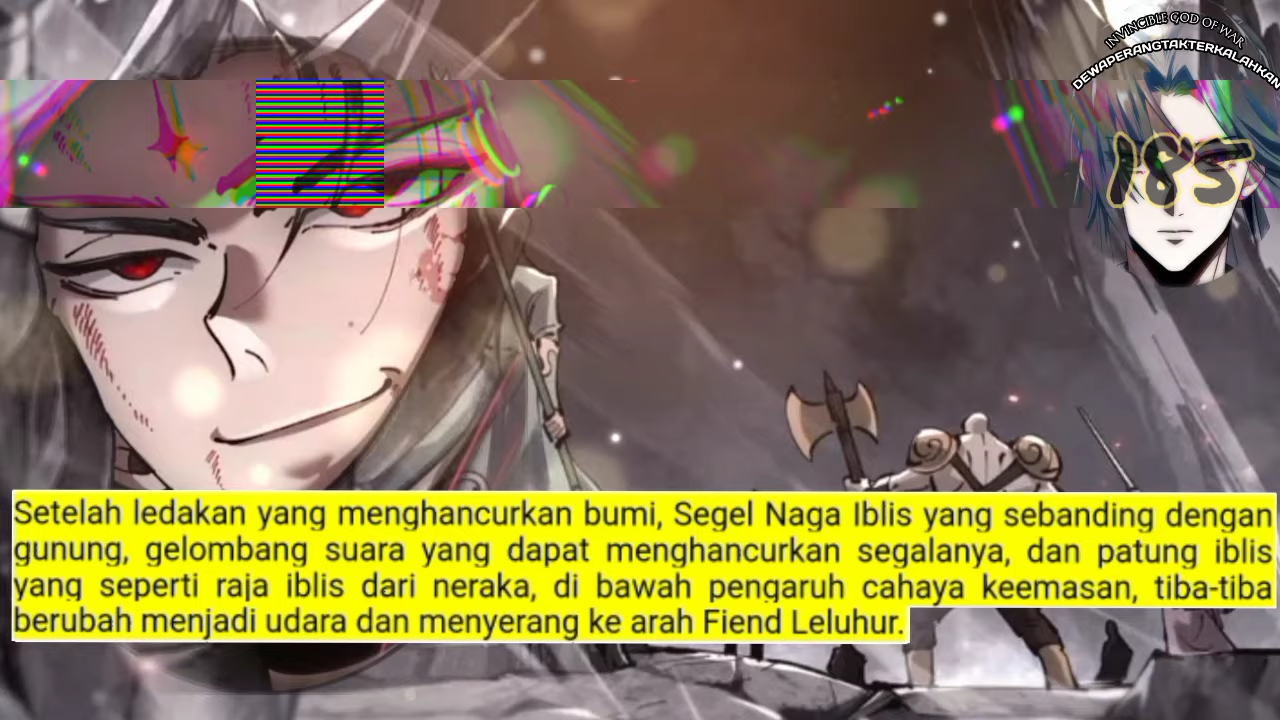 INVINCIBLE GOD OF WAR
DEWAPERANGTAKTERKALAHKAN
185
Setelah ledakan yang menghancurkan bumi, Segel Naga Iblis yang sebanding dengan
gunung, gelombang suara yang dapat menghancurkan segalanya, dan patung iblis
yang seperti raja iblis dari neraka, di bawah pengaruh cahaya keemasan, tiba-tiba
berubah menjadi udara dan menyerang ke arah Fiend Leluhur.